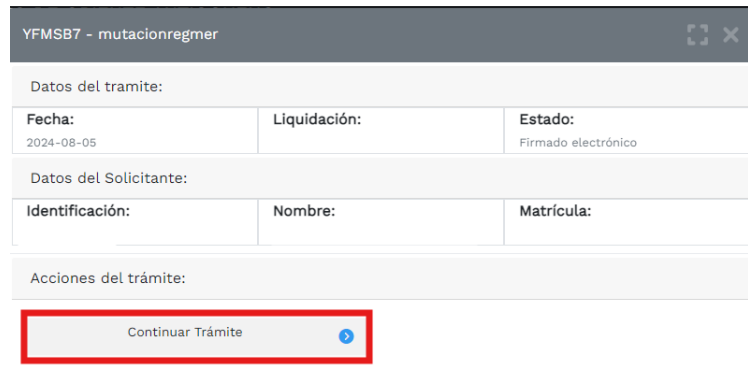 YFMSB7 - mutacionregmer
Datos del tramite:
Fecha: Liquidación: Estado:
2024-08-05 Firmado electrónico
Datos del Solicitante:
Identificación: Nombre: Matrícula:
Acciones del trámite:
Continuar Trámite